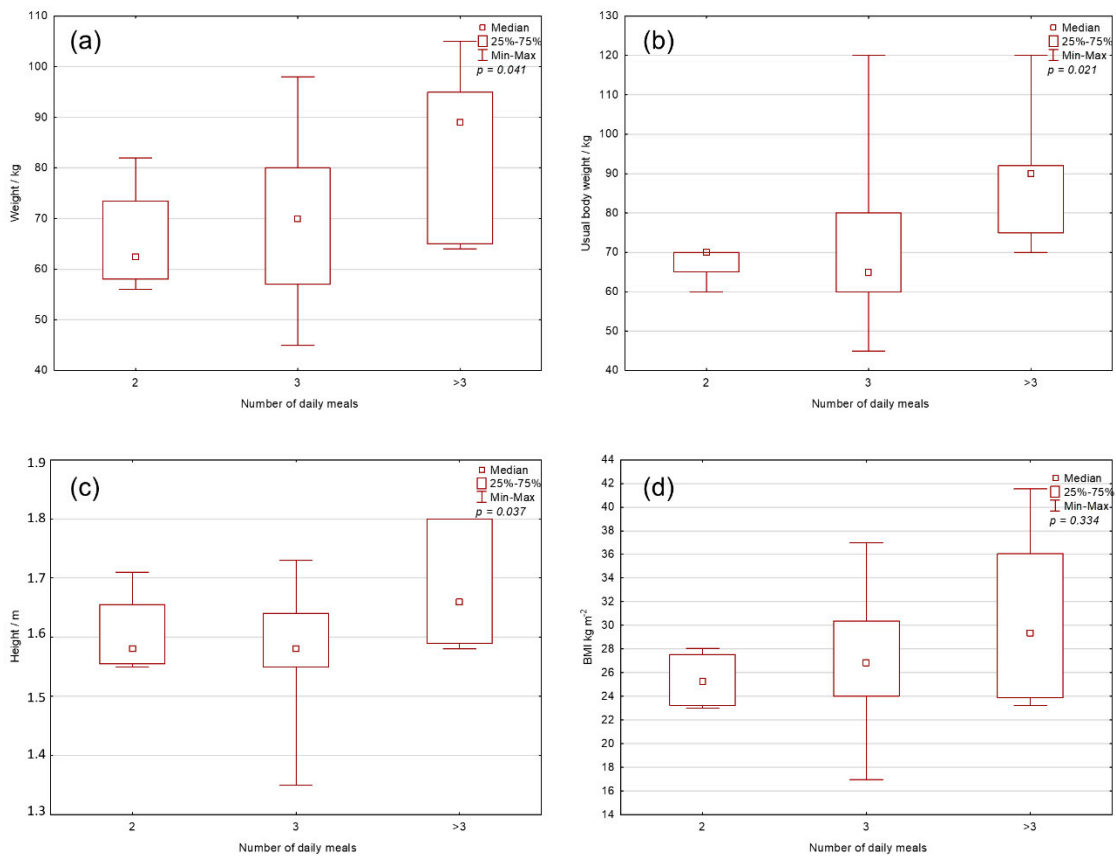 (a)
Median
25%-75%
Min-Max
p = 0.041
110
100
90
80
70
60
50
40
Weight / kg
2
3
>3
Number of daily meals
(b)
Median
25%-75%
Min-Max
p = 0.021
130
120
110
100
90
80
70
60
50
40
Usual body weight / kg
2
3
>3
Number of daily meals
(c)
Median
25%-75%
Min-Max
p = 0.037
1.9
1.8
1.7
1.6
1.5
1.4
1.3
Height / m
2
3
>3
Number of daily meals
(d)
Median
25%-75%
Min-Max
p = 0.334
44
42
40
38
36
34
32
30
28
26
24
22
20
18
16
14
BMI kg m⁻²
2
3
>3
Number of daily meals